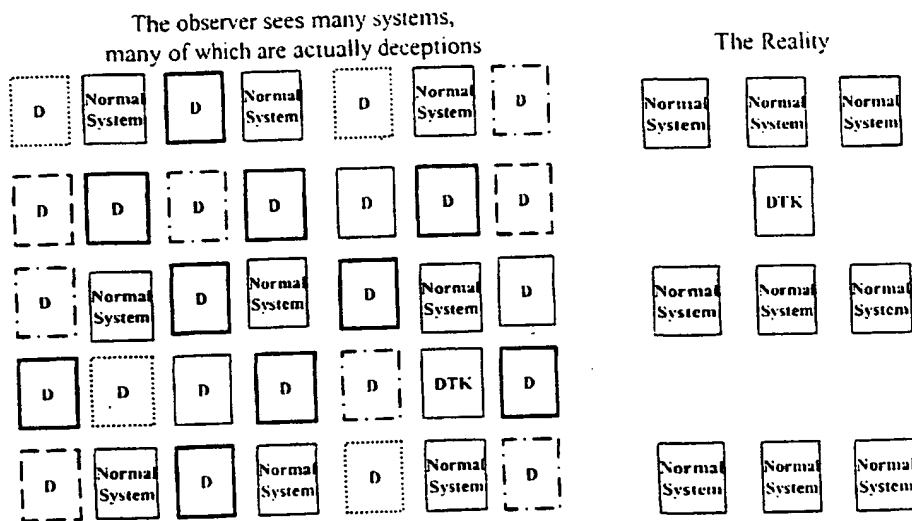 The observer sees many systems,
many of which are actually deceptions
The Reality
D Normal System D Normal System D Normal System D
D D D D D D D
D Normal System D Normal System D Normal System D
D D D D D DTK D
D Normal System D Normal System D Normal System D
Normal System Normal System Normal System
DTK
Normal System Normal System Normal System
Normal System Normal System Normal System